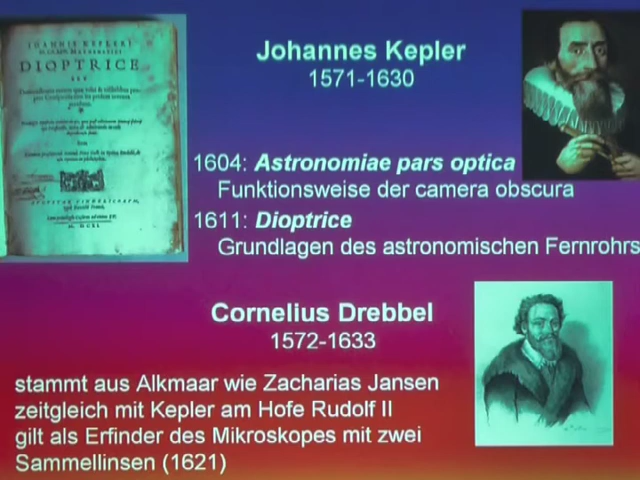 IOANNIS KEPLERI
DIOPTRICE
Johannes Kepler
1571-1630
1604: Astronomiae pars optica
Funktionsweise der camera obscura
1611: Dioptrice
Grundlagen des astronomischen Fernrohrs
Cornelius Drebbel
1572-1633
stammt aus Alkmaar wie Zacharias Jansen
zeitgleich mit Kepler am Hofe Rudolf II
gilt als Erfinder des Mikroskopes mit zwei
Sammellinsen (1621)